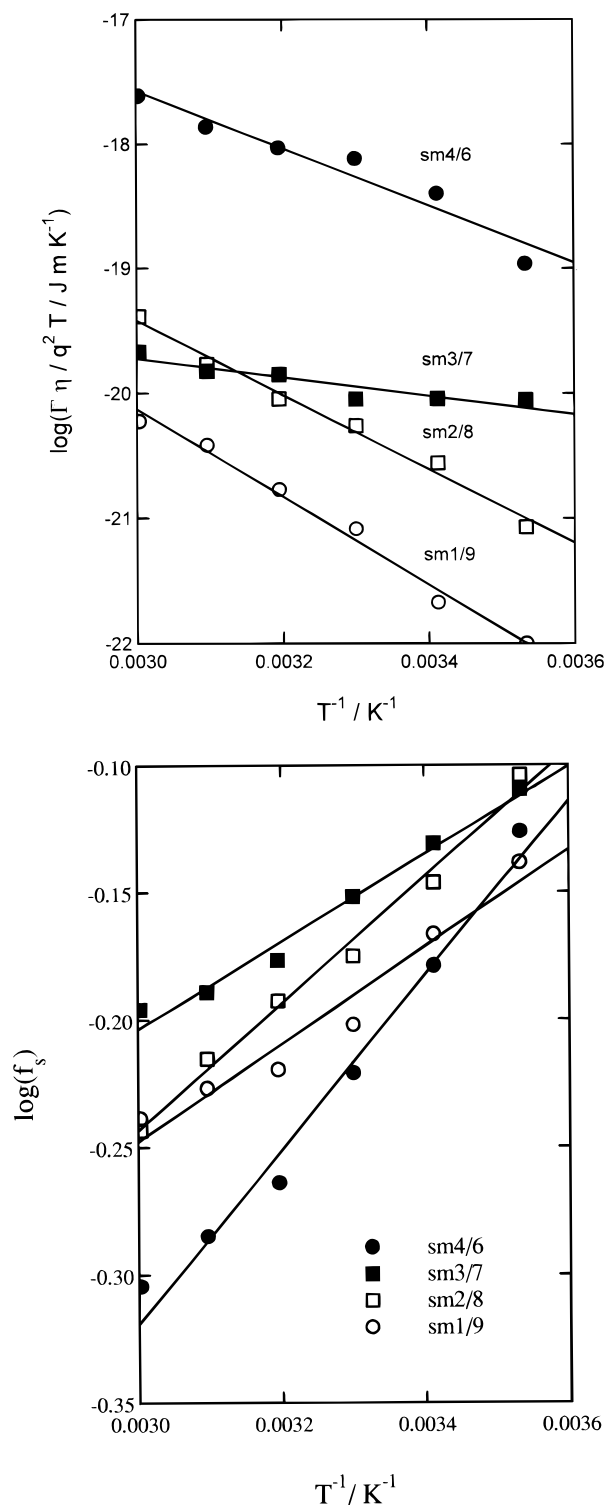 -17
-18
sm4/6
-19
sm3/7
-20
sm2/8
-21
sm1/9
-22
log(Γ η / q² T / J m K⁻¹)
0.0030 0.0032 0.0034 0.0036
T⁻¹ / K⁻¹
-0.10
-0.15
-0.20
-0.25
-0.30
-0.35
log(fₛ)
sm4/6
sm3/7
sm2/8
sm1/9
0.0030 0.0032 0.0034 0.0036
T⁻¹/ K⁻¹